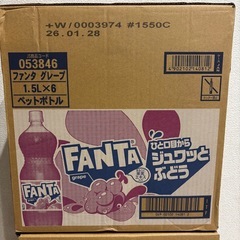 +W/0003974 #1550C
26.01.28
053846
ファンタ グレープ
1.5L×6
ペットボトル
FANTA
grape
ひと口目から
ジュワッと
ぶどう
FANTA